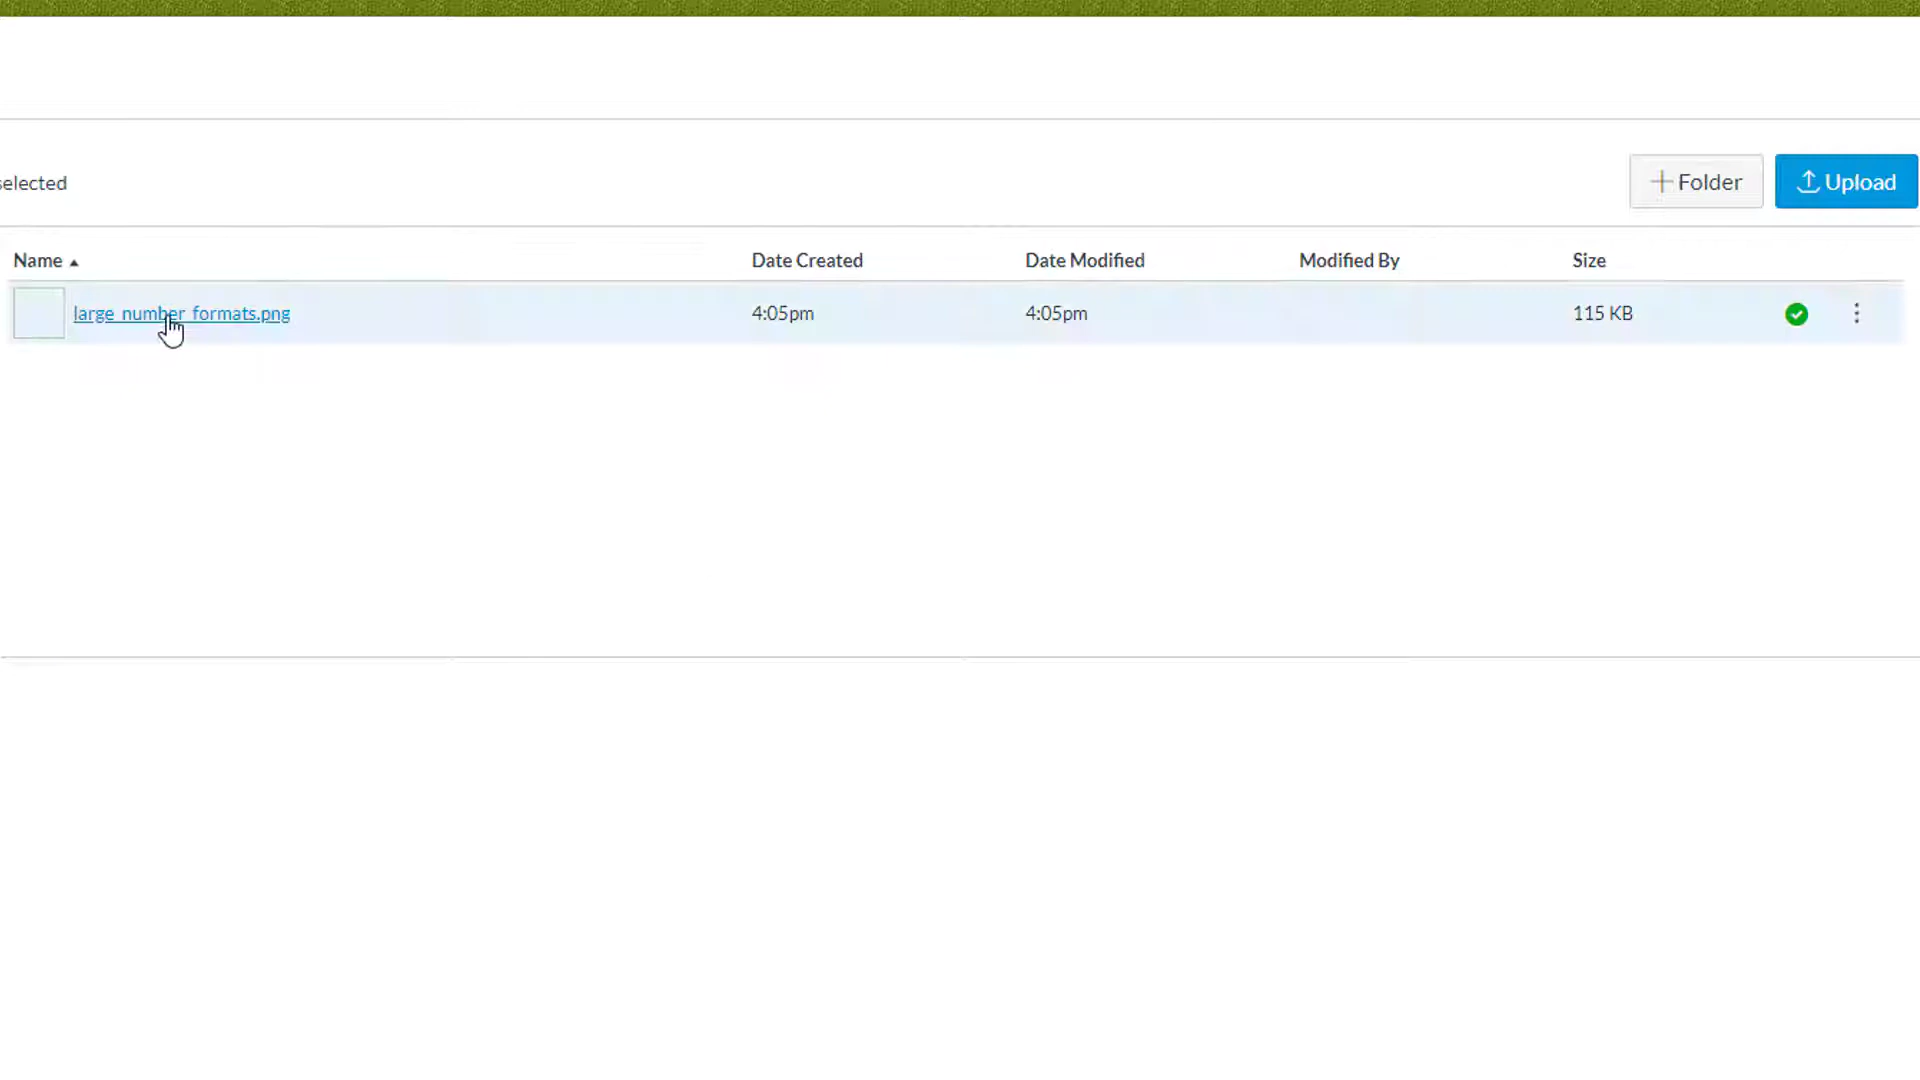 selected
Folder
Upload
Name Date Created Date Modified Modified By Size
large_number_formats.png 4:05pm 4:05pm 115 KB